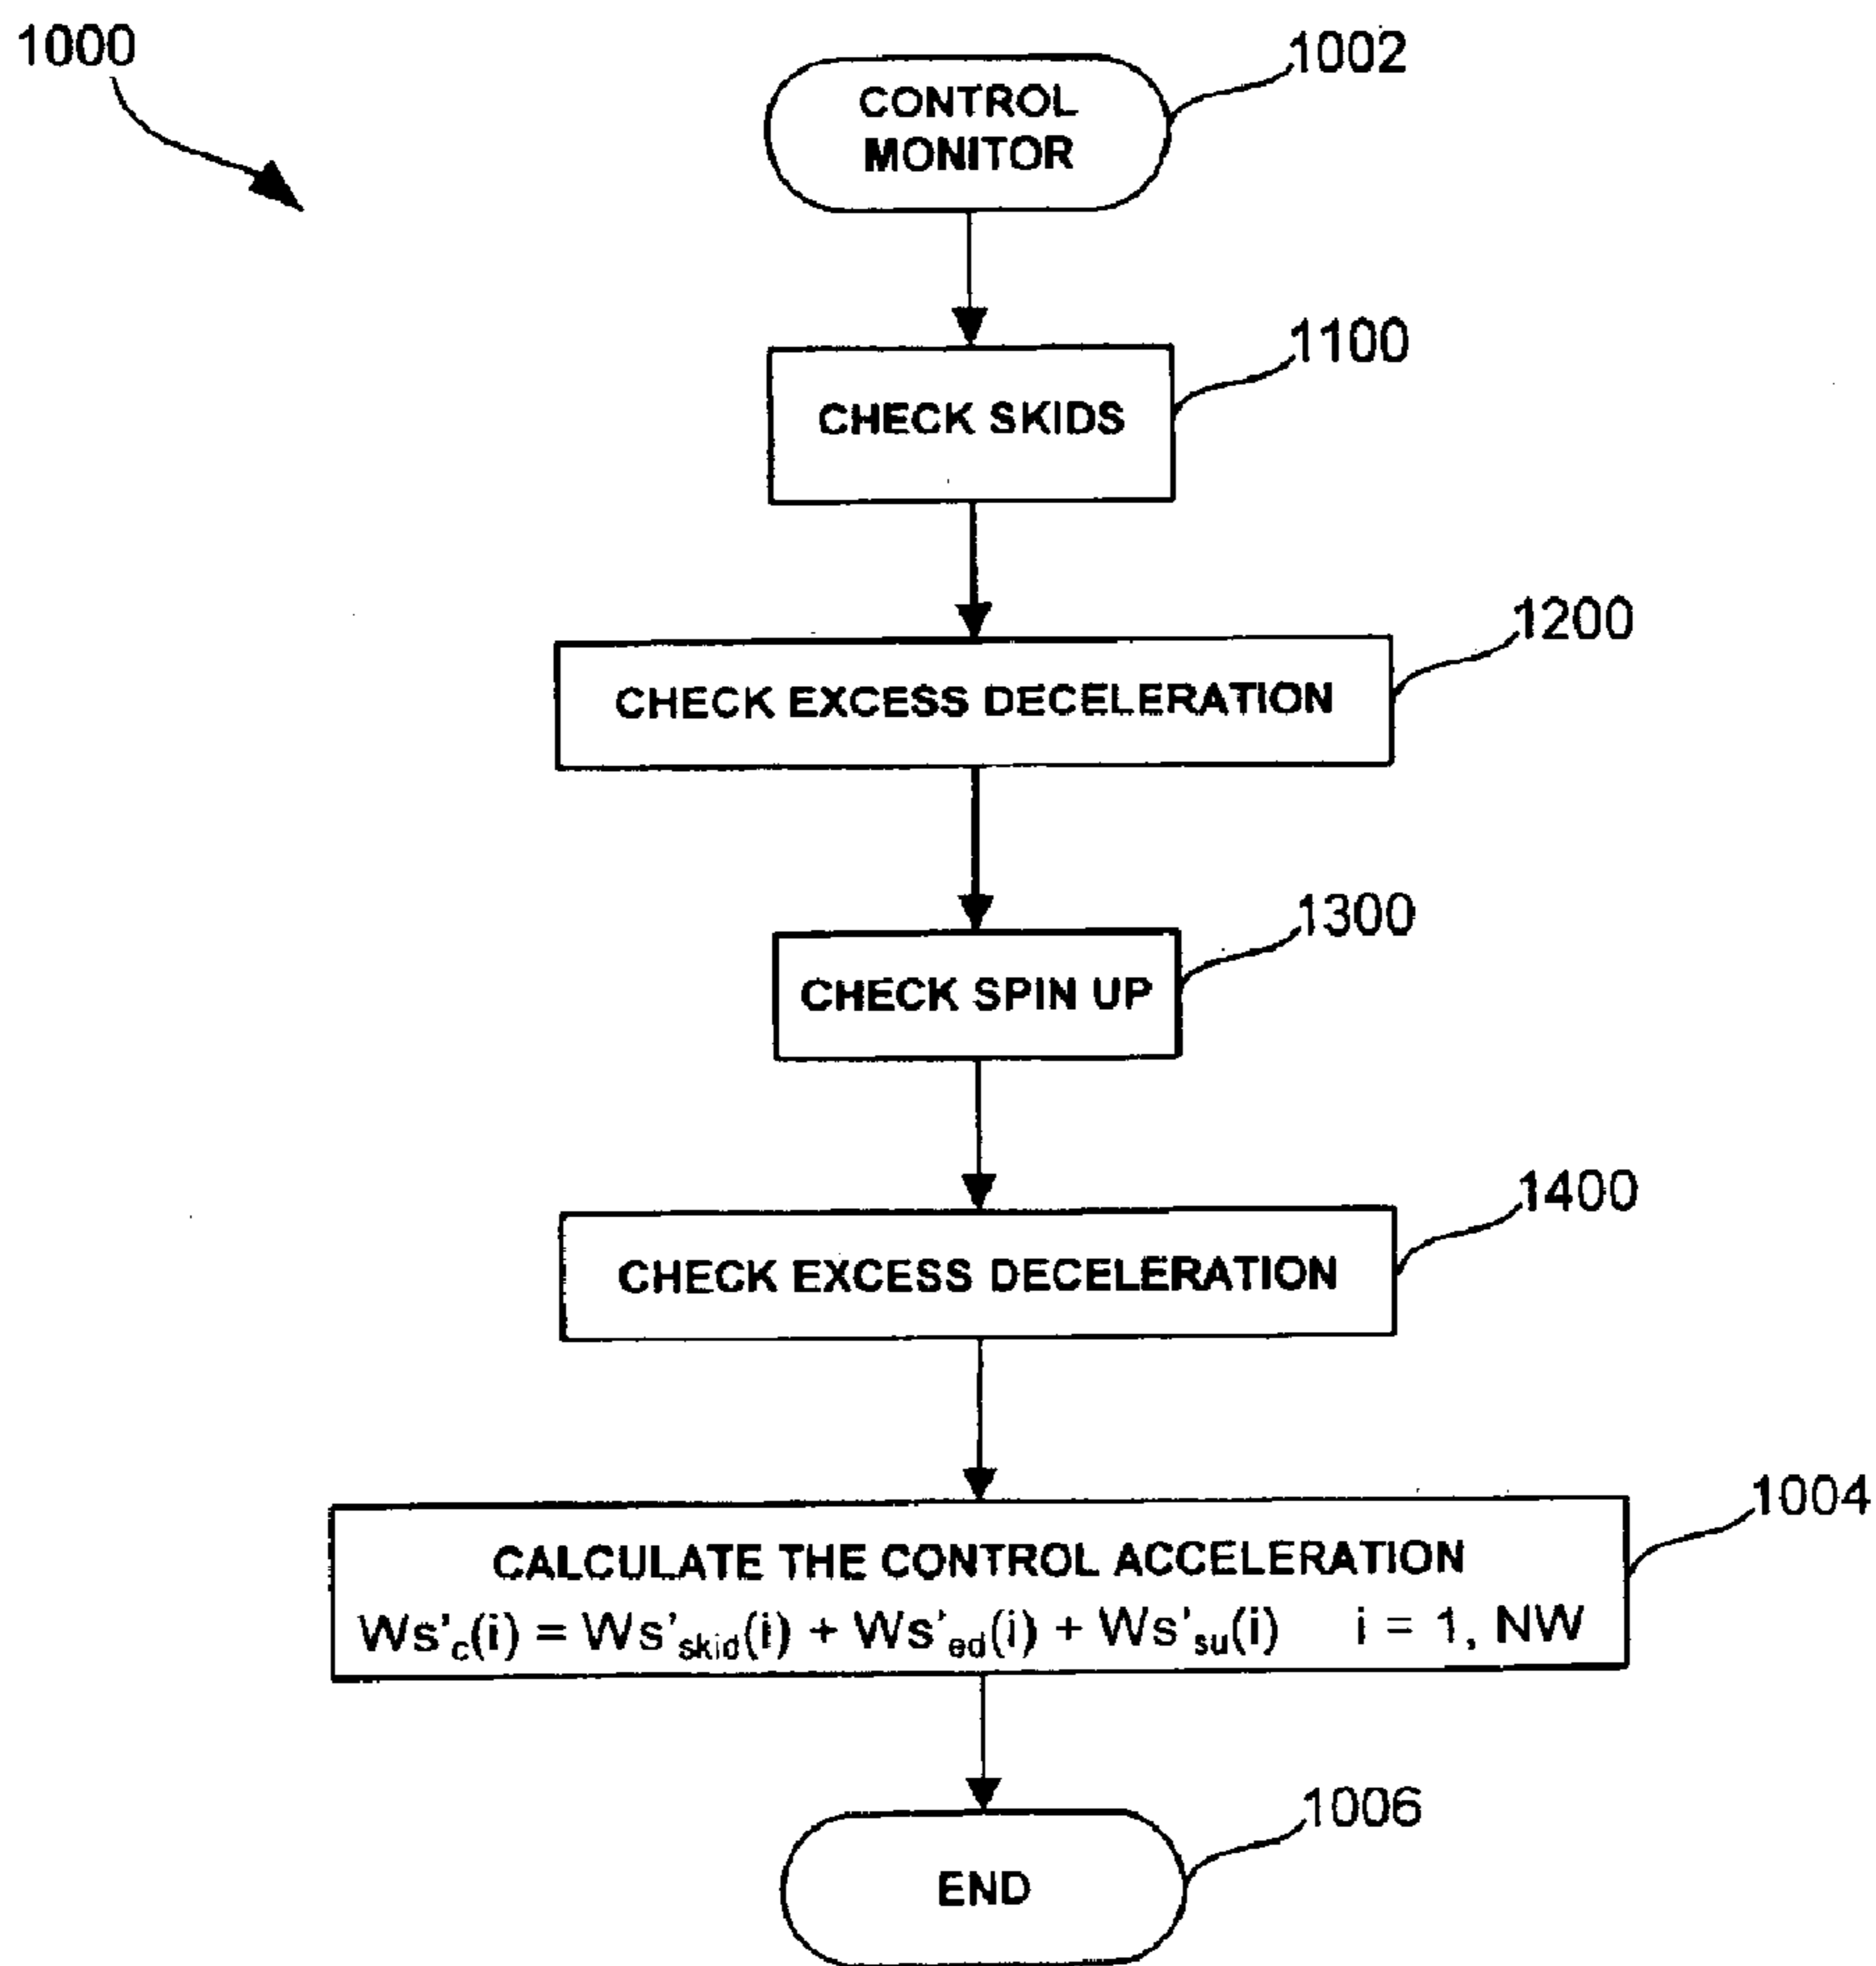 1000
1002
CONTROL
MONITOR
1100
CHECK SKIDS
1200
CHECK EXCESS DECELERATION
1300
CHECK SPIN UP
1400
CHECK EXCESS DECELERATION
1004
CALCULATE THE CONTROL ACCELERATION
Ws'c(i) = Ws'skid(i) + Ws'ed(i) + Ws'su(i) i = 1, NW
1006
END